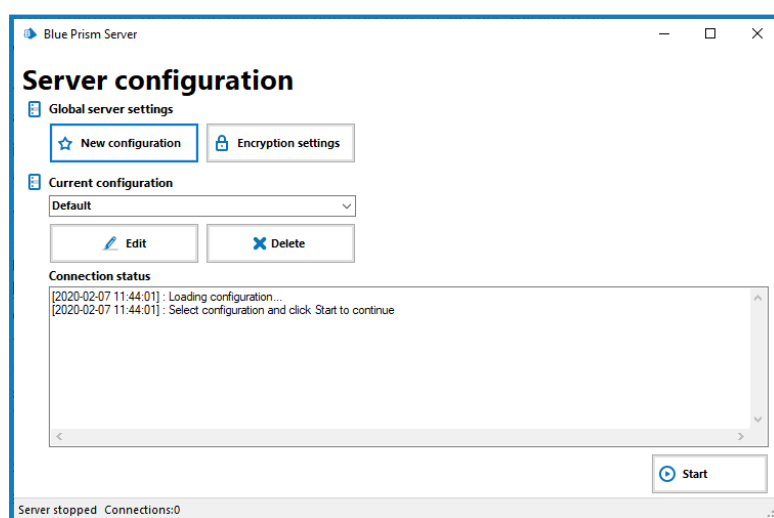 Blue Prism Server
Server configuration
Global server settings
New configuration Encryption settings
Current configuration
Default
Edit Delete
Connection status
[2020-02-07 11:44:01] : Loading configuration...
[2020-02-07 11:44:01] : Select configuration and click Start to continue
Start
Server stopped Connections:0